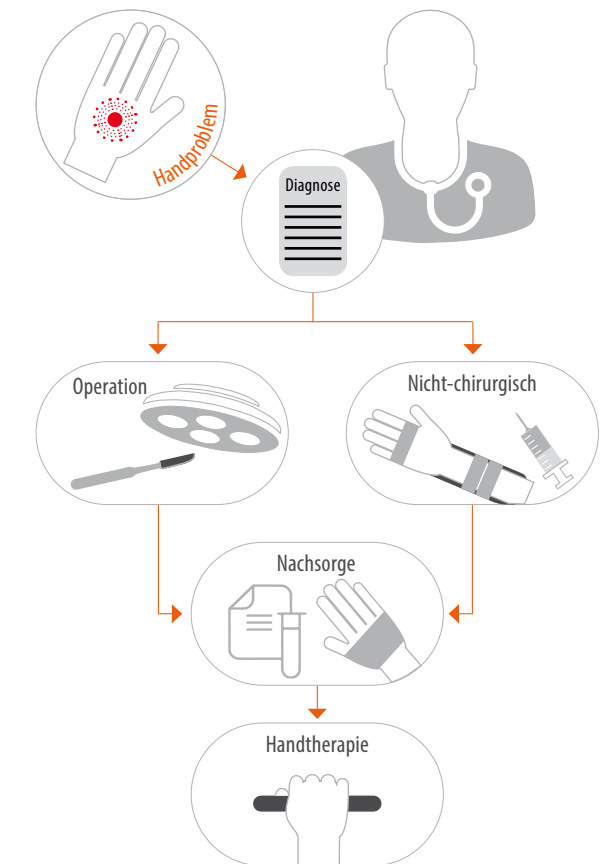 Handproblem
Diagnose
Operation
Nicht-chirurgisch
Nachsorge
Handtherapie